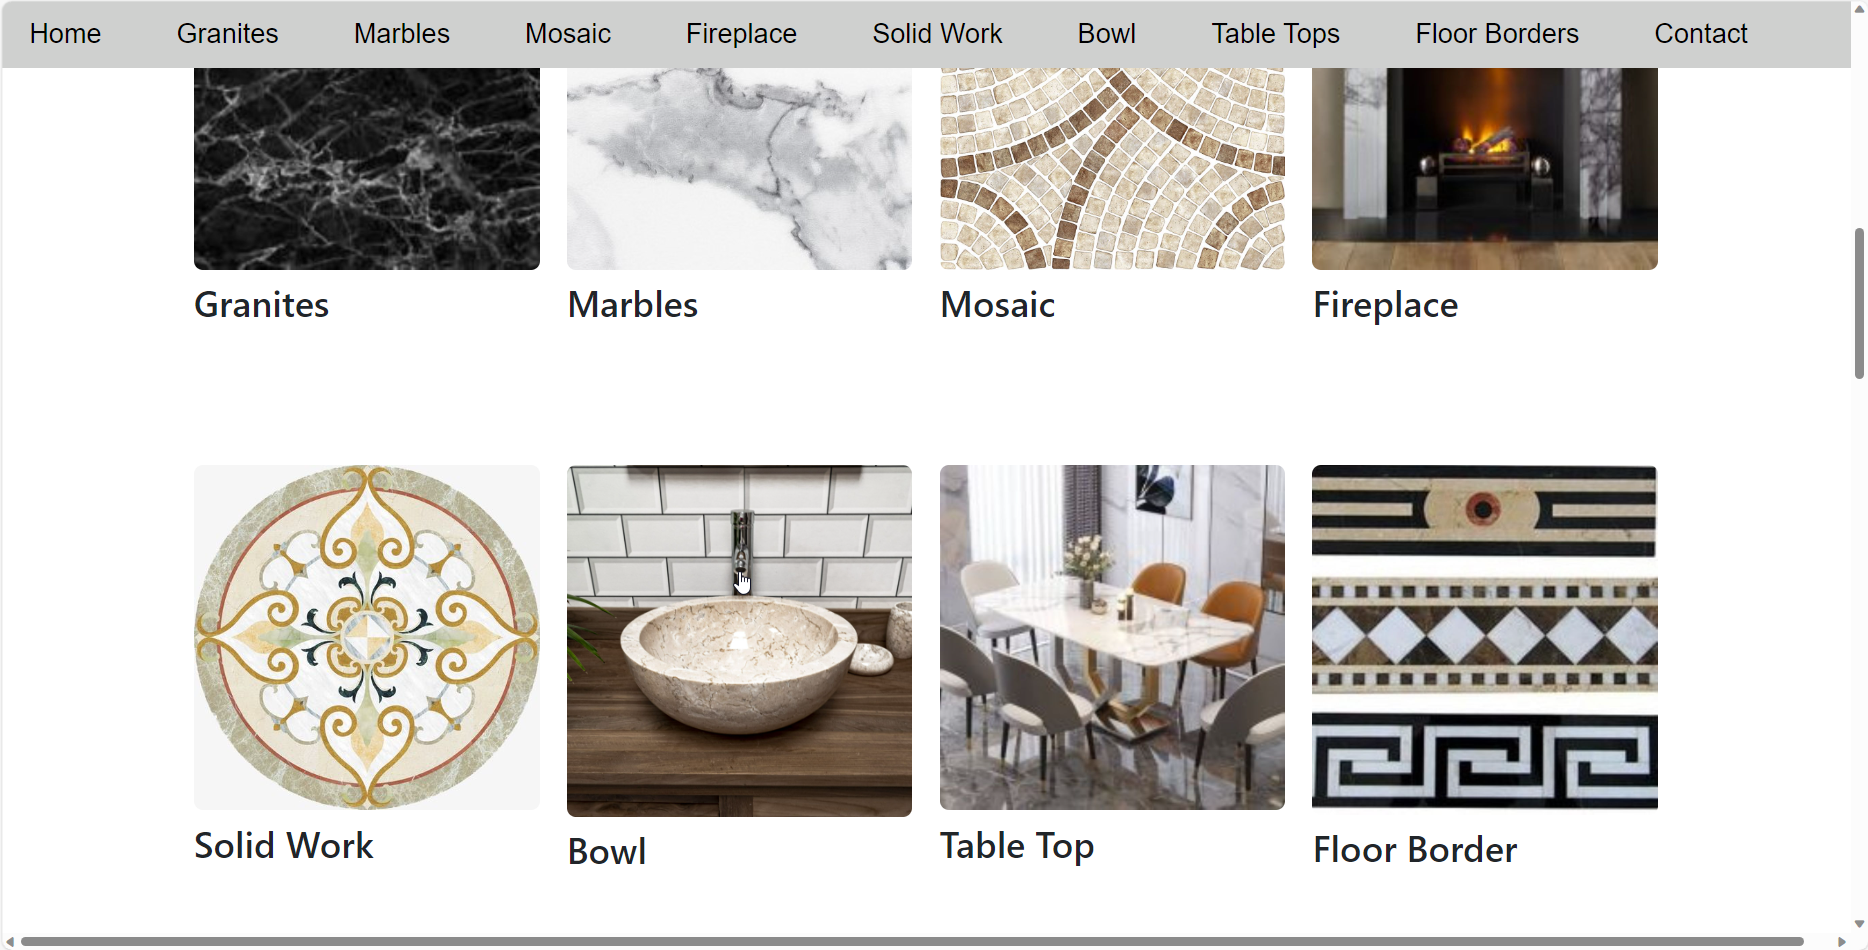 Home Granites Marbles Mosaic Fireplace Solid Work Bowl Table Tops Floor Borders Contact
Granites Marbles Mosaic Fireplace
Solid Work Bowl Table Top Floor Border